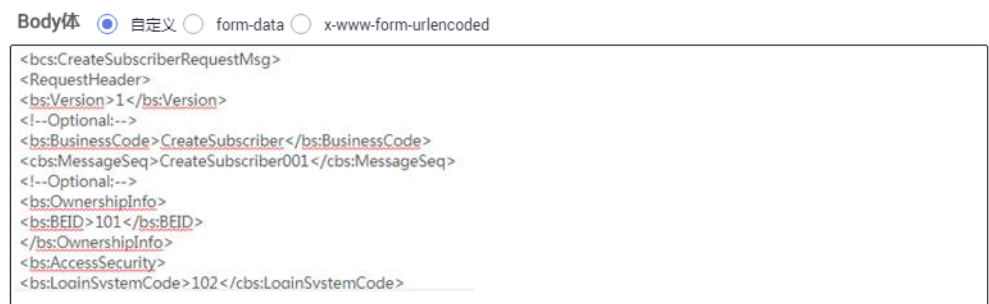 Body体 自定义 form-data x-www-form-urlencoded
<bcs:CreateSubscriberRequestMsg>
<RequestHeader>
<bs:Version>1</bs:Version>
<!--Optional:-->
<bs:BusinessCode>CreateSubscriber</bs:BusinessCode>
<cbs:MessageSeq>CreateSubscriber001</cbs:MessageSeq>
<!--Optional:-->
<bs:OwnershipInfo>
<bs:BEID>101</bs:BEID>
</bs:OwnershipInfo>
<bs:AccessSecurity>
<bs:LoginSystemCode>102</cbs:LoginSystemCode>